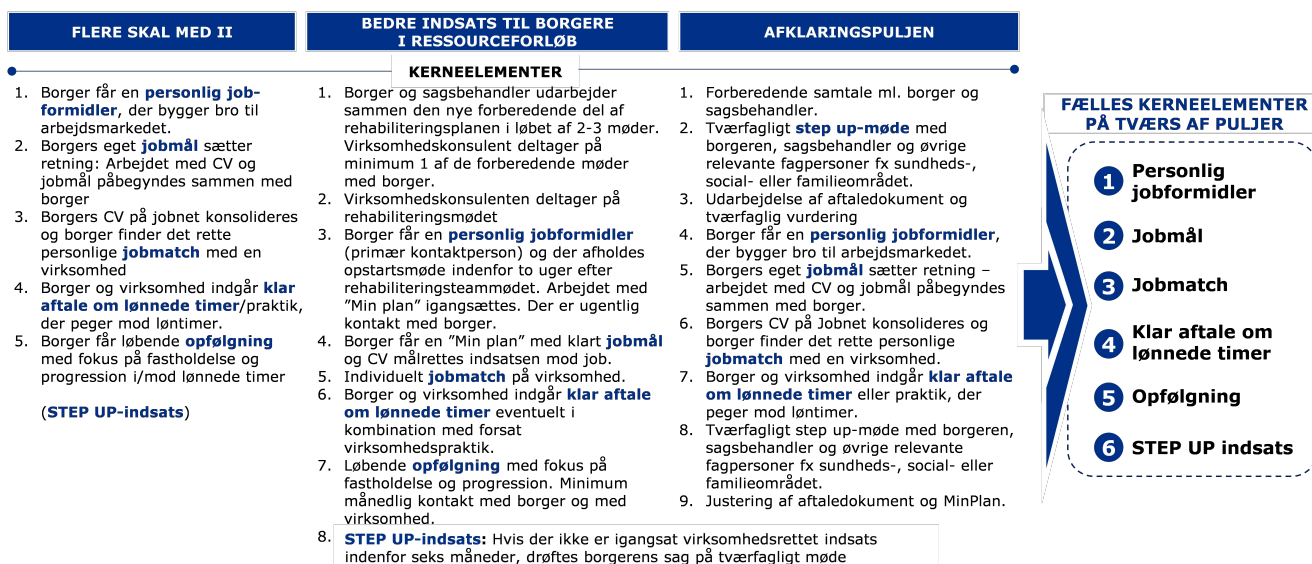 FLERE SKAL MED II
BEDRE INDSATS TIL BORGERE
I RESSOURCEFORLØB
AFKLARINGSPULJEN
KERNEELEMENTER
1. Borger får en personlig job-
formidler, der bygger bro til
arbejdsmarkedet.
2. Borgers eget jobmål sætter
retning: Arbejdet med CV og
jobmål påbegyndes sammen med
borger
3. Borgers CV på jobnet konsolideres
og borger finder det rette
personlige jobmatch med en
virksomhed
4. Borger og virksomhed indgår klar
aftale om lønnede timer/praktik,
der peger mod løntimer.
5. Borger får løbende opfølgning
med fokus på fastholdelse og
progression i/mod lønnede timer
(STEP UP-indsats)
1. Borger og sagsbehandler udarbejder
sammen den nye forberedende del af
rehabiliteringsplanen i løbet af 2-3 møder.
Virksomhedskonsulent deltager på
minimum 1 af de forberedende møder
med borger.
2. Virksomhedskonsulenten deltager på
rehabiliteringsmødet
3. Borger får en personlig jobformidler
(primær kontaktperson) og der afholdes
opstartsmøde indenfor to uger efter
rehabiliteringsteammødet. Arbejdet med
”Min plan” igangsættes. Der er ugentlig
kontakt med borger.
4. Borger får en ”Min plan” med klart jobmål
og CV målrettes indsatsen mod job.
5. Individuelt jobmatch på virksomhed.
6. Borger og virksomhed indgår klar aftale
om lønnede timer eventuelt i
kombination med forsat
virksomhedspraktik.
7. Løbende opfølgning med fokus på
fastholdelse og progression. Minimum
månedlig kontakt med borger og med
virksomhed.
8. STEP UP-indsats: Hvis der ikke er igangsat virksomhedsrettet indsats
indenfor seks måneder, drøftes borgerens sag på tværfagligt møde
1. Forberedende samtale ml. borger og
sagsbehandler.
2. Tværfagligt step up-møde med
borgeren, sagsbehandler og øvrige
relevante fagpersoner fx sundheds-,
social- eller familieområdet.
3. Udarbejdelse af aftaledokument og
tværfaglig vurdering
4. Borger får en personlig jobformidler,
der bygger bro til arbejdsmarkedet.
5. Borgers eget jobmål sætter retning –
arbejdet med CV og jobmål påbegyndes
sammen med borger.
6. Borgers CV på Jobnet konsolideres og
borger finder det rette personlige
jobmatch med en virksomhed.
7. Borger og virksomhed indgår klar aftale
om lønnede timer eller praktik, der
peger mod løntimer.
8. Tværfagligt step up-møde med borgeren,
sagsbehandler og øvrige relevante
fagpersoner fx sundheds-, social- eller
familieområdet.
9. Justering af aftaledokument og MinPlan.
FÆLLES KERNEELEMENTER
PÅ TVÆRS AF PULJER
1 Personlig
jobformidler
2 Jobmål
3 Jobmatch
4 Klar aftale om
lønnede timer
5 Opfølgning
6 STEP UP indsats